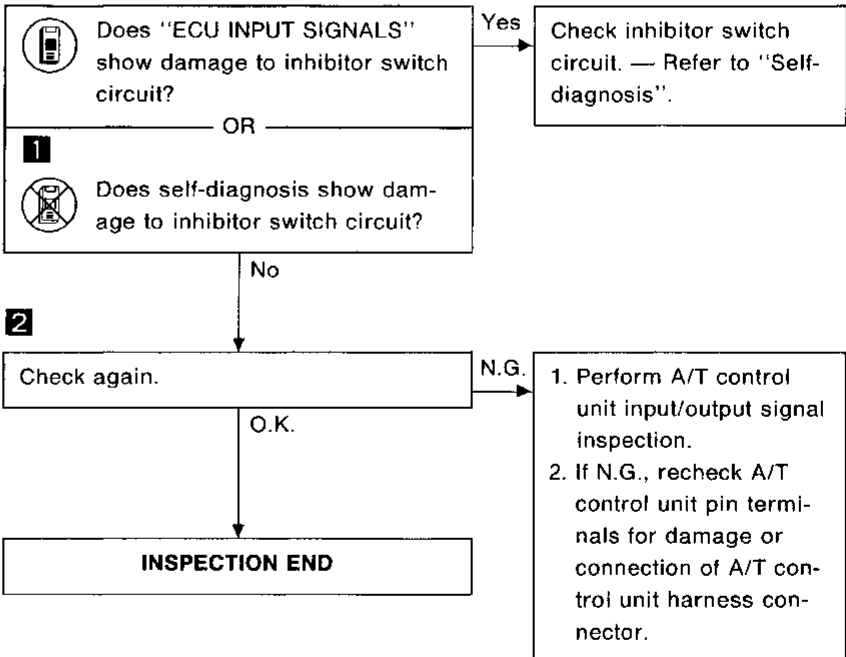 Does "ECU INPUT SIGNALS"
show damage to inhibitor switch
circuit?
Yes
Check inhibitor switch
circuit. — Refer to "Self-
diagnosis".
OR
1
Does self-diagnosis show dam-
age to inhibitor switch circuit?
No
2
Check again.
N.G.
1. Perform A/T control
unit input/output signal
inspection.
2. If N.G., recheck A/T
control unit pin termi-
nals for damage or
connection of A/T con-
trol unit harness con-
nector.
O.K.
INSPECTION END